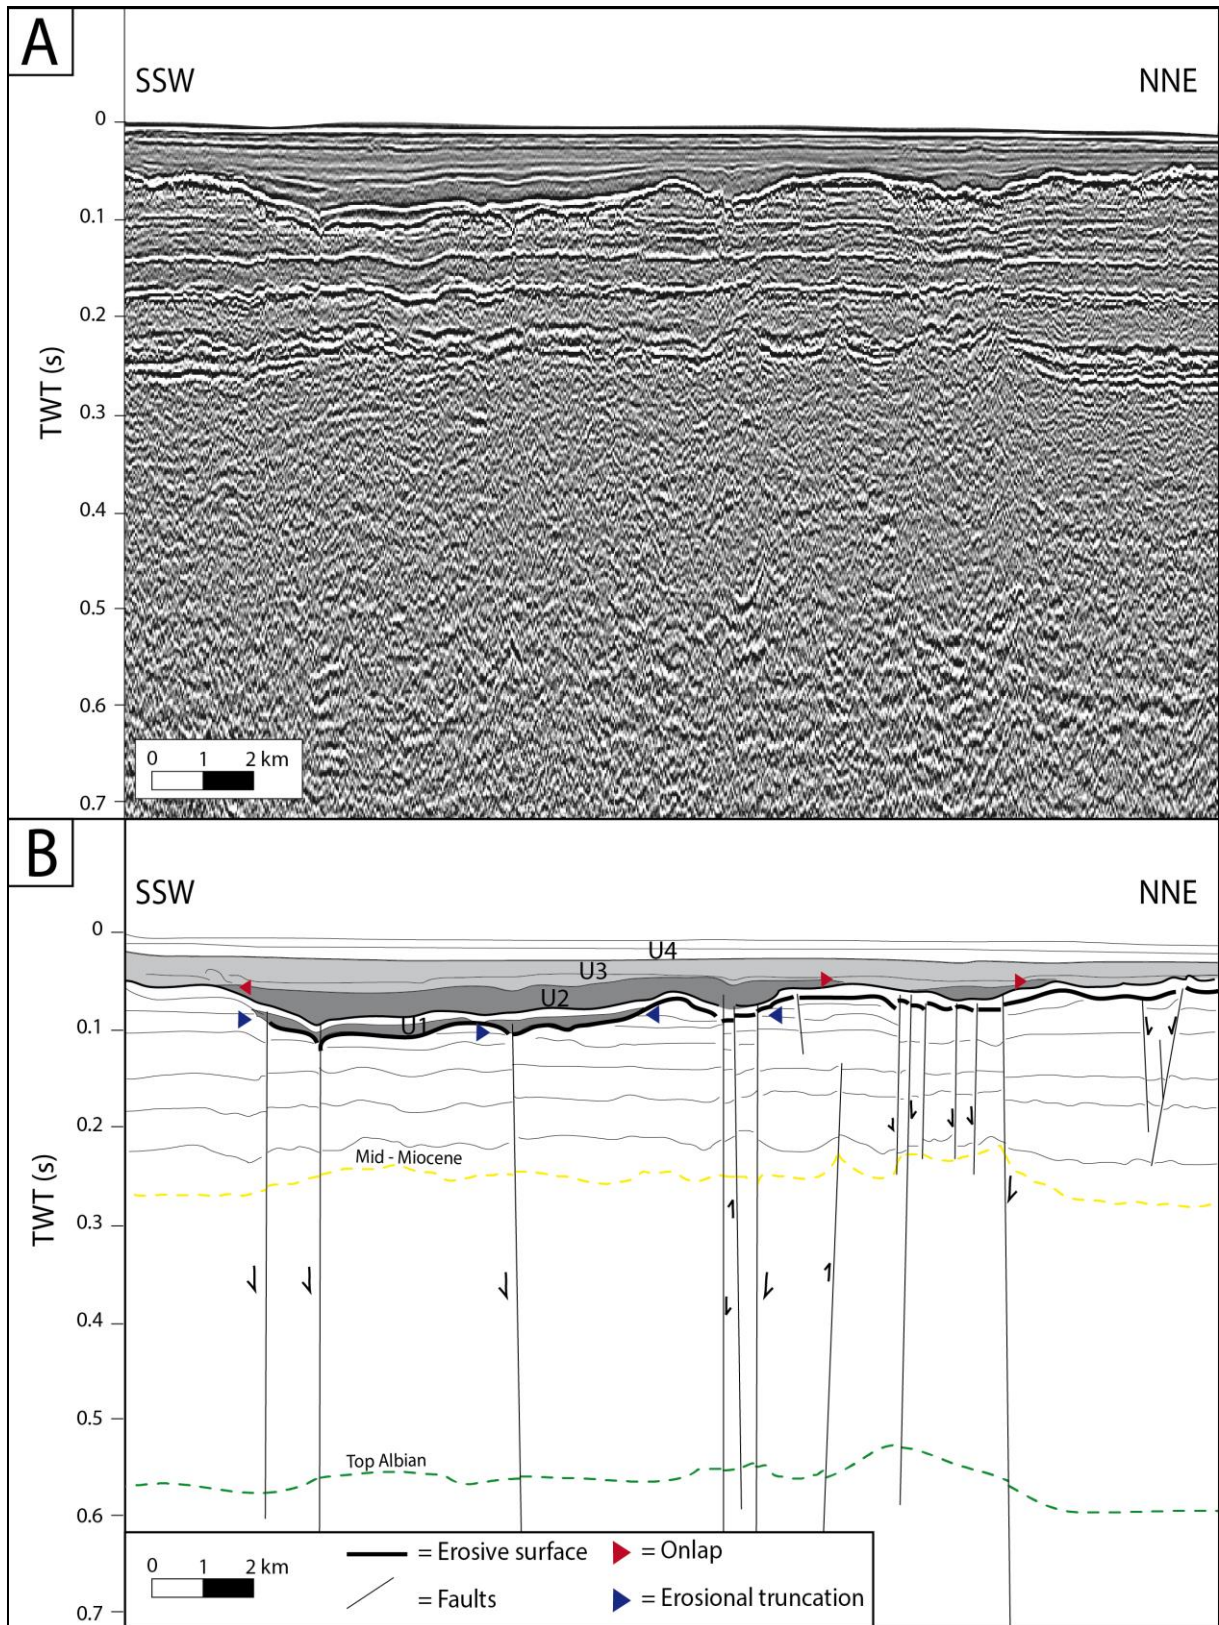 A
SSW NNE
0
0.1
0.2
TWT (s)
0.3
0.4
0.5
0.6
0 1 2 km
0.7
B
SSW NNE
0
U4
U3
U2
U1
0.1
0.2
Mid - Miocene
TWT (s)
0.3
0.4
0.5
Top Albian
0.6
0 1 2 km
= Erosive surface = Onlap
= Faults = Erosional truncation
0.7